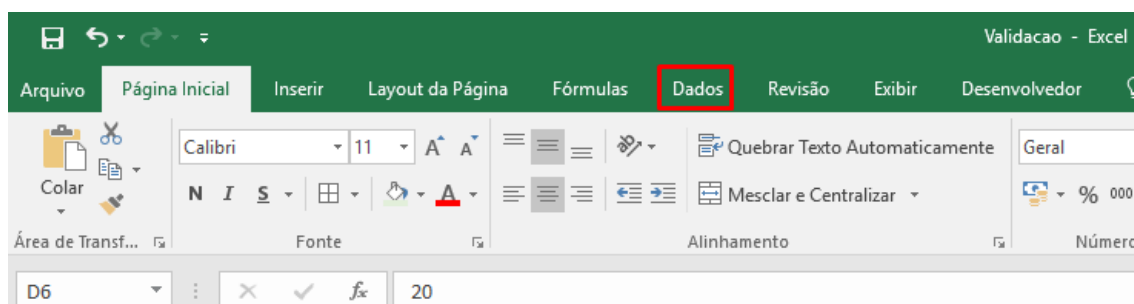 Validacao - Excel
Arquivo Página Inicial Inserir Layout da Página Fórmulas Dados Revisão Exibir Desenvolvedor
Calibri 11 A A Quebrar Texto Automaticamente Geral
Colar N I S A Mesclar e Centralizar % 000
Área de Transf... Fonte Alinhamento Número
D6 fx 20